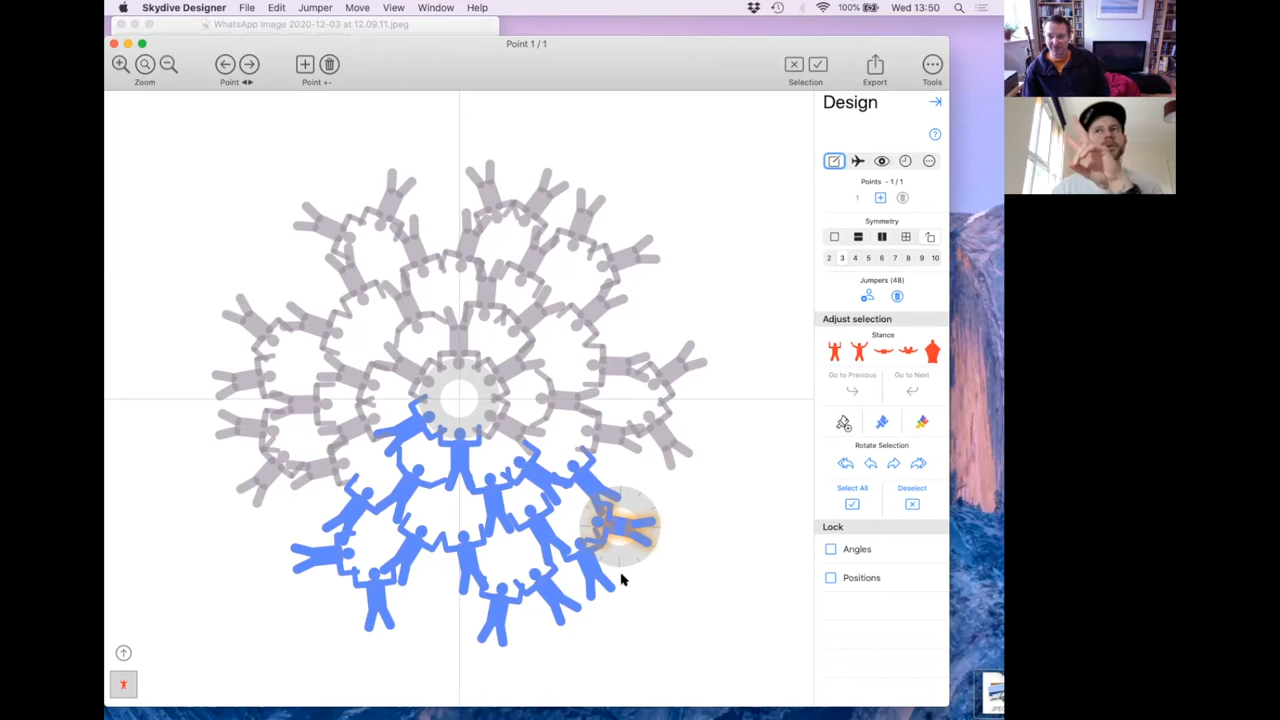 Skydive Designer File Edit Jumper Move View Window Help
100% Wed 13:50
WhatsApp Image 2020-12-03 at 12.09.11.jpeg
Point 1 / 1
Zoom
Point ◀▶
Point +-
Selection
Export
Tools
Design
Points - 1 / 1
1
Symmetry
2 3 4 5 6 7 8 9 10
Jumpers (48)
Adjust selection
Stance
Go to Previous Go to Next
Rotate Selection
Select All Deselect
Lock
Angles
Positions